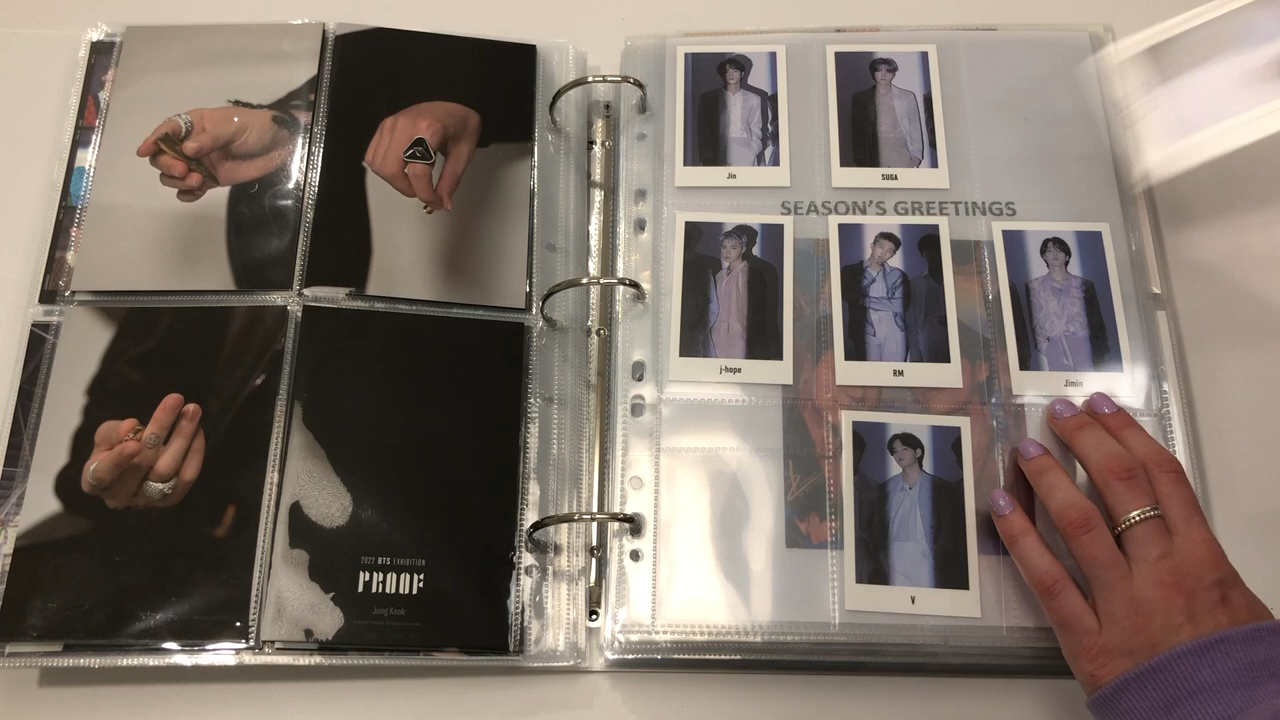 2022 BTS EXHIBITION
PROOF
Jung Kook
Jin
SUGA
SEASON'S GREETINGS
j-hope
RM
Jimin
V